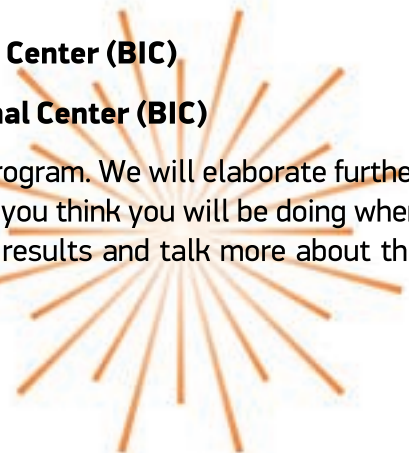 Center (BIC)
nal Center (BIC)
rogram. We will elaborate furthe
you think you will be doing when
results and talk more about th